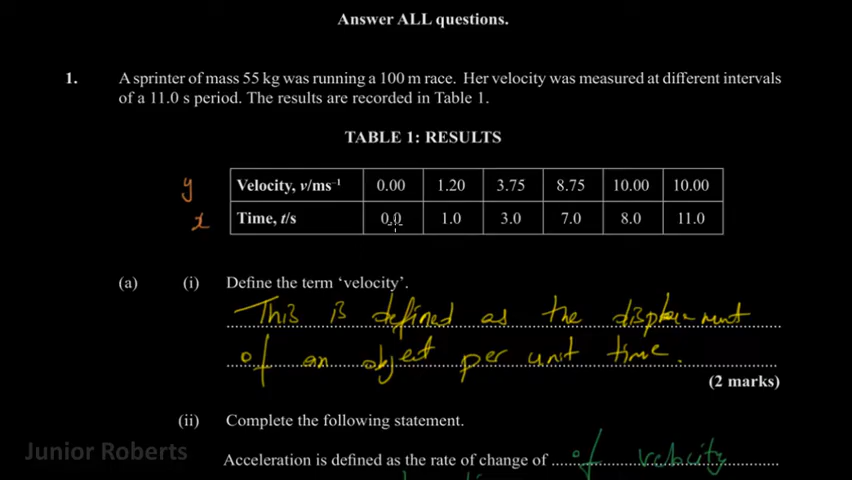 Answer ALL questions.
1. A sprinter of mass 55 kg was running a 100 m race. Her velocity was measured at different intervals
of a 11.0 s period. The results are recorded in Table 1.
TABLE 1: RESULTS
y Velocity, v/ms⁻¹ 0.00 1.20 3.75 8.75 10.00 10.00
x Time, t/s 0.0 1.0 3.0 7.0 8.0 11.0
(a) (i) Define the term ‘velocity’.
This is defined as the displacement
of an object per unit time.
(2 marks)
(ii) Complete the following statement.
Junior Roberts
Acceleration is defined as the rate of change of of velocity